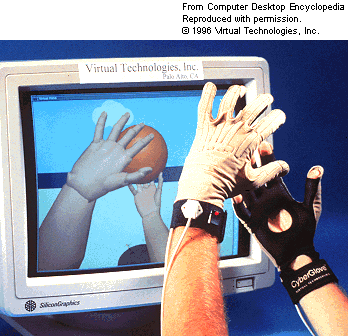 From Computer Desktop Encyclopedia
Reproduced with permission.
© 1996 Virtual Technologies, Inc.
Virtual Technologies, Inc.
Palo Alto, CA
SiliconGraphics
CyberGlove